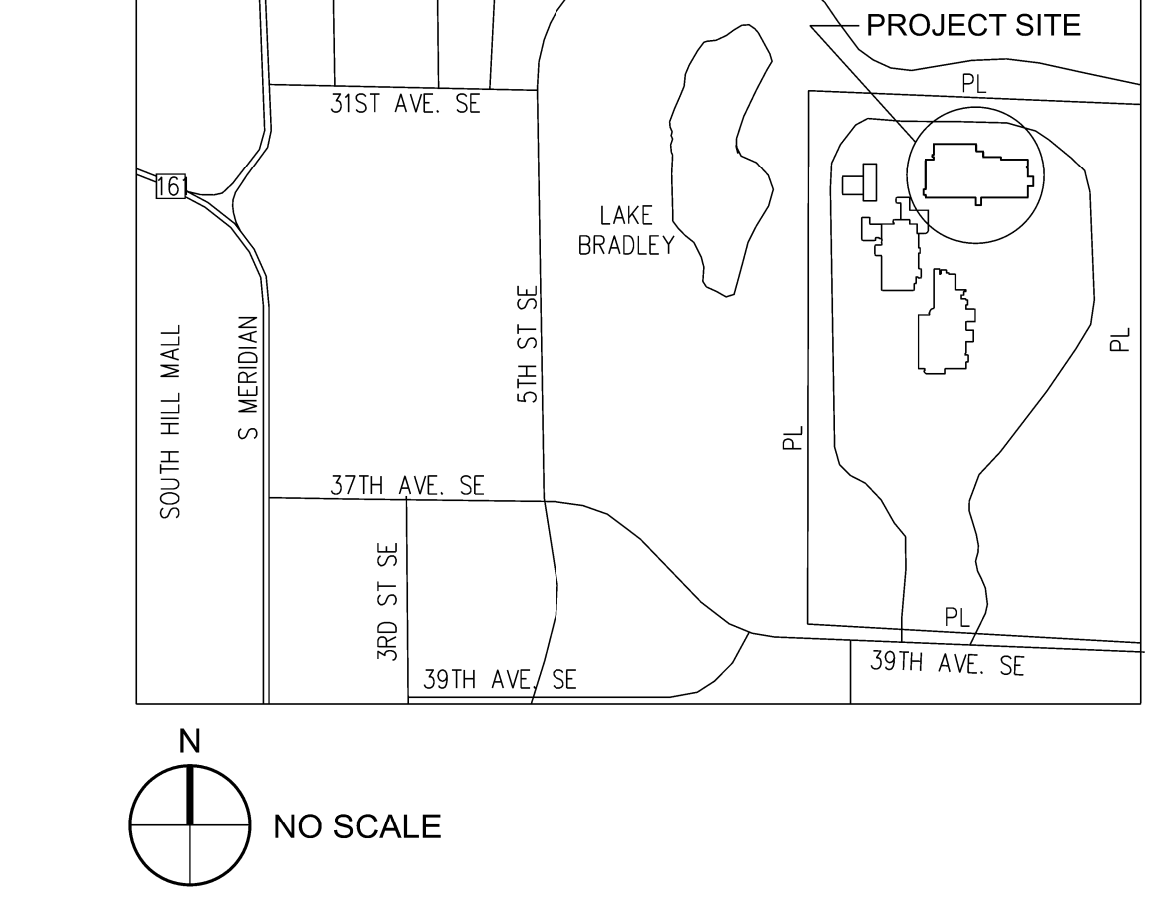 PROJECT SITE
PL
31ST AVE. SE
161
LAKE
BRADLEY
5TH ST SE
S MERIDIAN
SOUTH HILL MALL
PL
PL
37TH AVE. SE
3RD ST SE
PL
39TH AVE. SE
39TH AVE. SE
N
NO SCALE